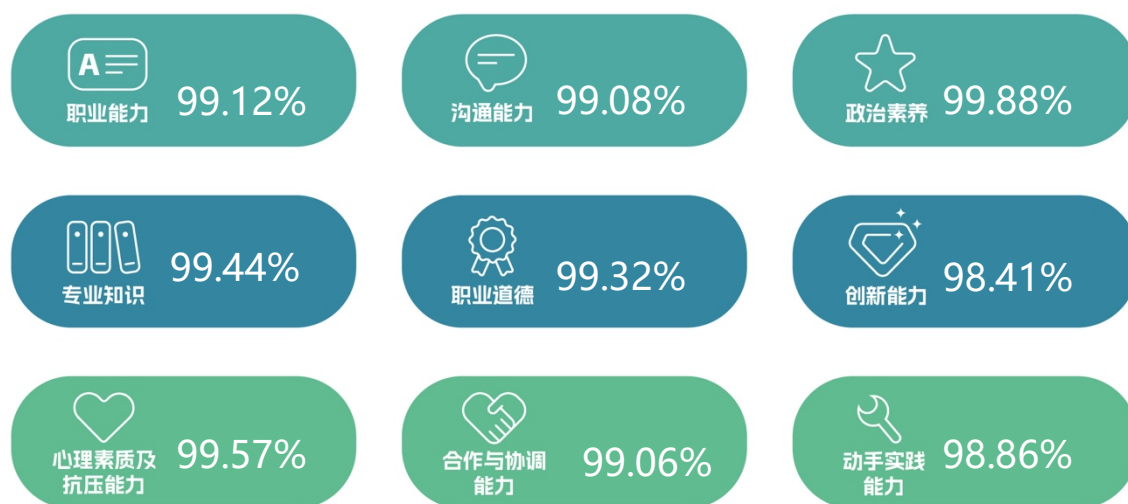 A
职业能力 99.12%
沟通能力 99.08%
政治素养 99.88%
专业知识 99.44%
职业道德 99.32%
创新能力 98.41%
心理素质及
抗压能力 99.57%
合作与协调
能力 99.06%
动手实践
能力 98.86%